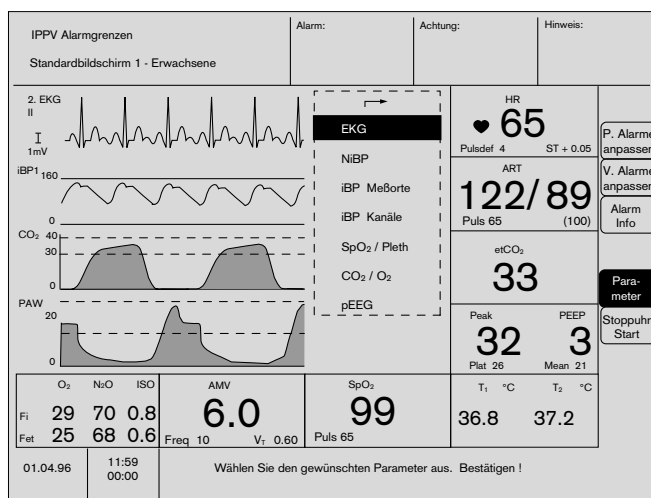 IPPV Alarmgrenzen
Standardbildschirm 1 - Erwachsene
Alarm:
Achtung:
Hinweis:
2. EKG
II
1mV
iBP1
160
0
CO₂
40
30
0
PAW
20
0
EKG
NiBP
iBP Meßorte
iBP Kanäle
SpO₂ / Pleth
CO₂ / O₂
pEEG
HR
65
Pulsdef 4 ST + 0.05
ART
122/ 89
Puls 65 (100)
etCO₂
33
Peak PEEP
32 3
Plat 26 Mean 21
P. Alarme
anpassen
V. Alarme
anpassen
Alarm
Info
Para-
meter
Stoppuhr
Start
O₂ N₂O ISO
Fi 29 70 0.8
Fet 25 68 0.6
AMV
6.0
Freq 10 V_T 0.60
SpO₂
99
Puls 65
T₁ °C T₂ °C
36.8 37.2
01.04.96
11:59
00:00
Wählen Sie den gewünschten Parameter aus. Bestätigen !